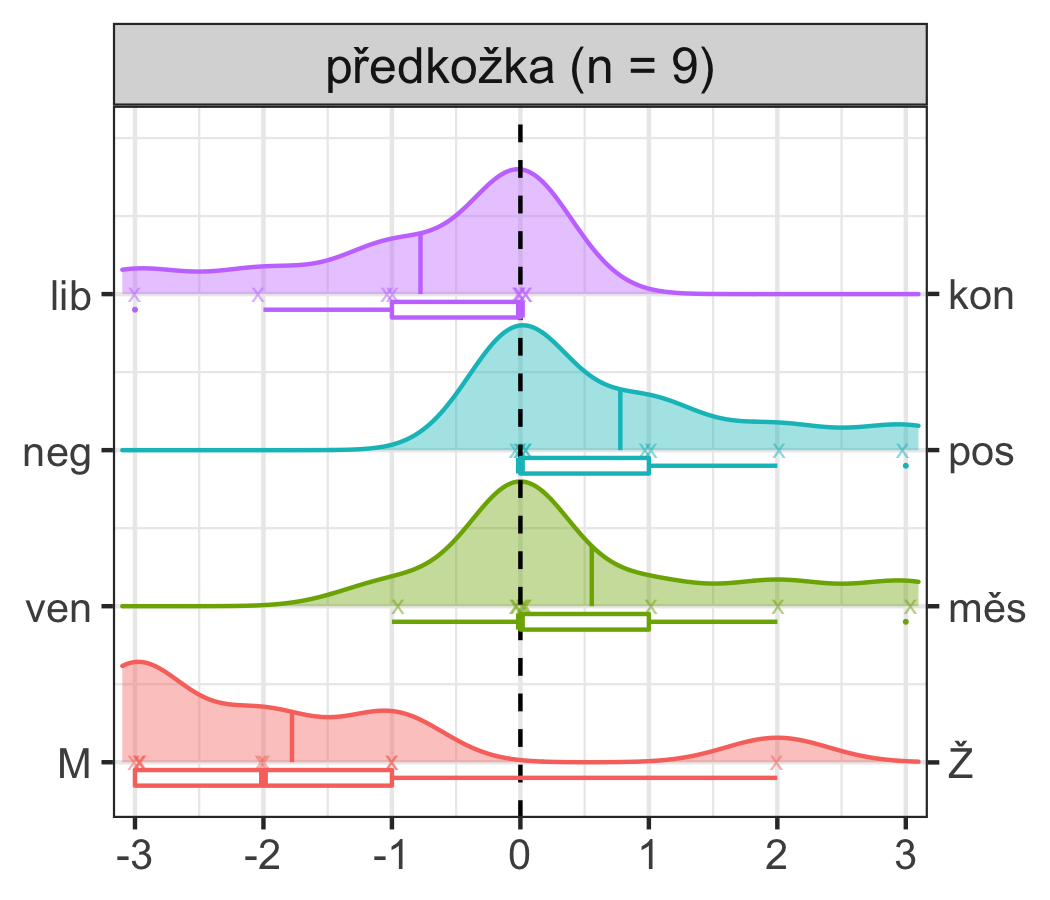 předkožka (n = 9)
lib kon
neg pos
ven měs
M Ž
-3 -2 -1 0 1 2 3